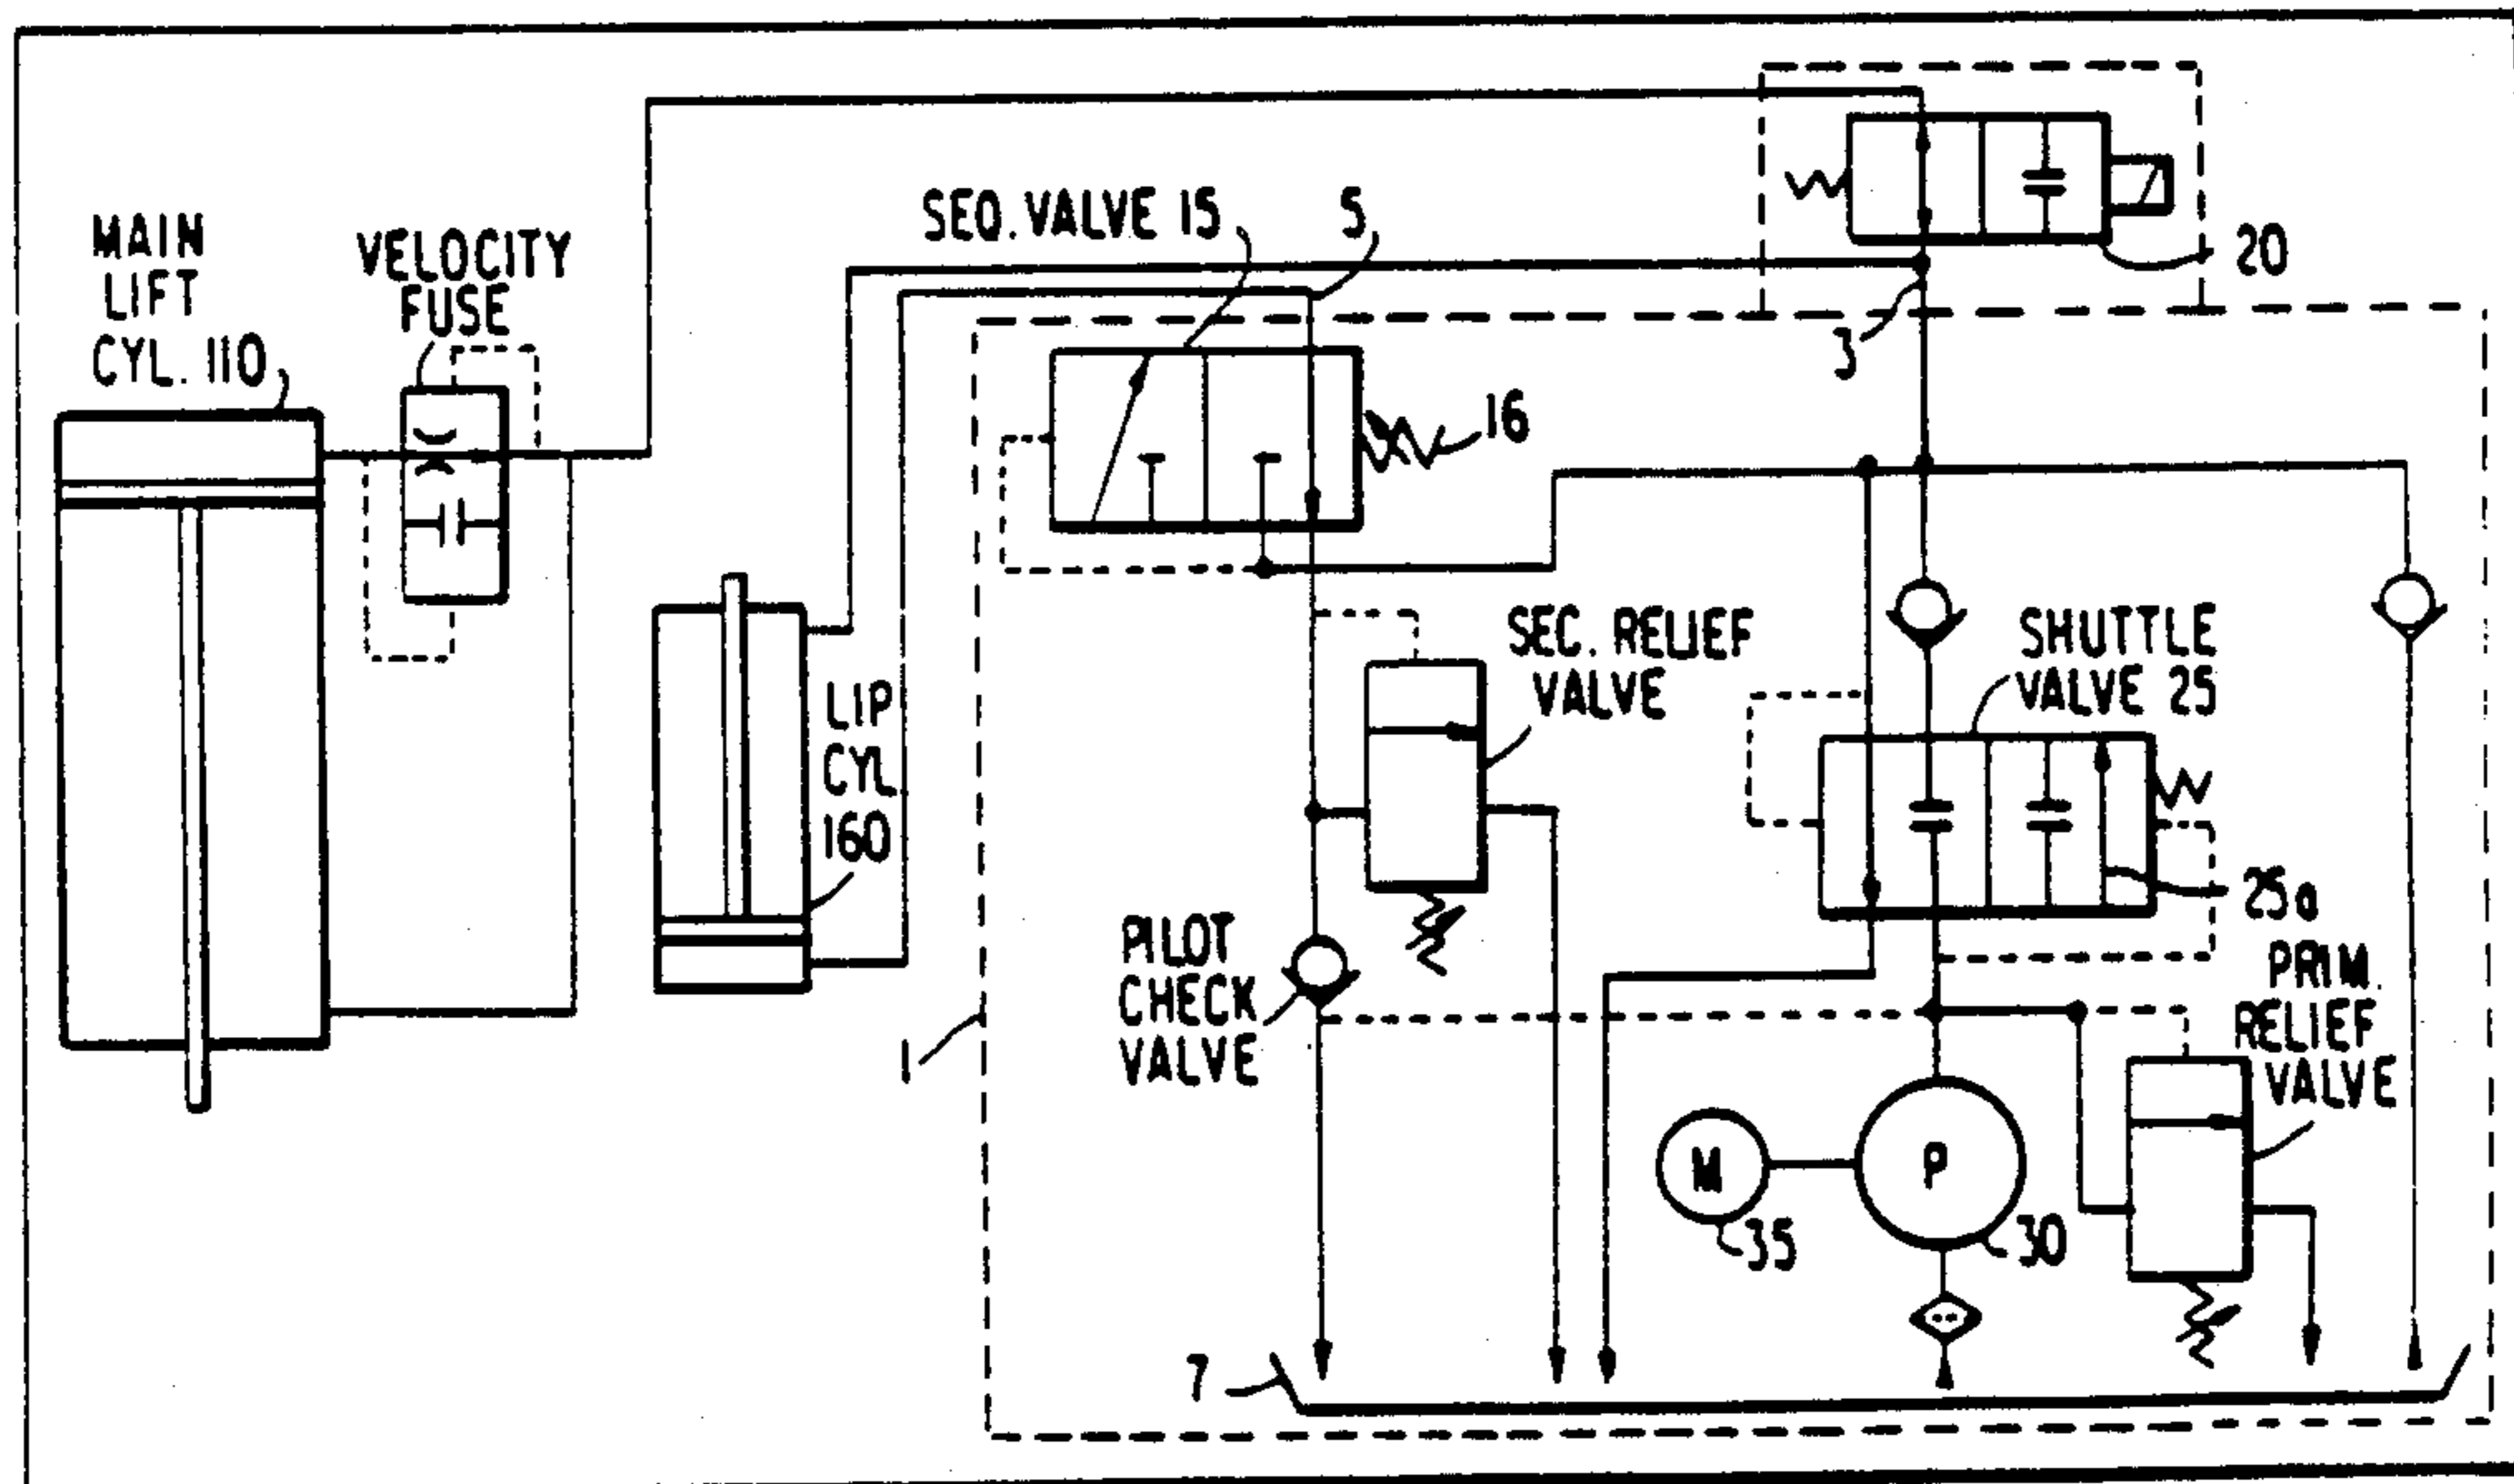 MAIN
LIFT
CYL. 110
VELOCITY
FUSE
SEQ. VALVE 15
5
20
3
16
LIP
CYL
160
SEC. RELIEF
VALVE
SHUTTLE
VALVE 25
25a
PILOT
CHECK
VALVE
1
PRIM.
RELIEF
VALVE
M
35
P
30
7